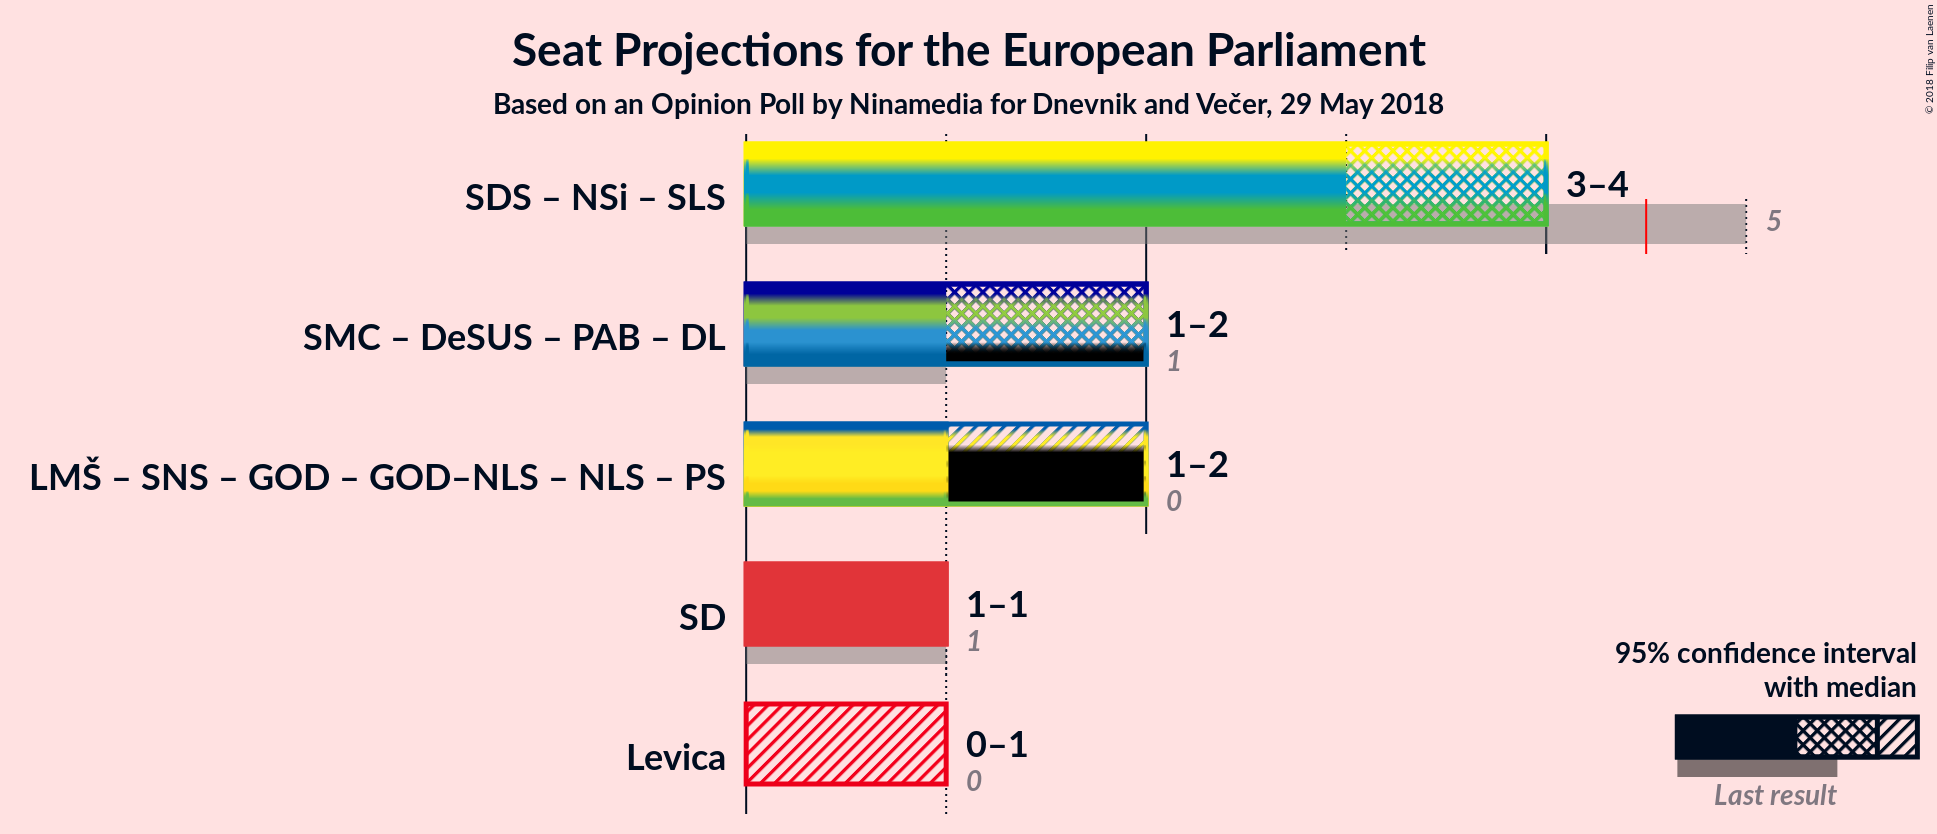 Seat Projections for the European Parliament
Based on an Opinion Poll by Ninamedia for Dnevnik and Večer, 29 May 2018
© 2018 Filip van Laenen
SDS – NSi – SLS
3–4
5
SMC – DeSUS – PAB – DL
1–2
1
LMŠ – SNS – GOD – GOD–NLS – NLS – PS
1–2
0
SD
1–1
1
Levica
0–1
0
95% confidence interval
with median
Last result